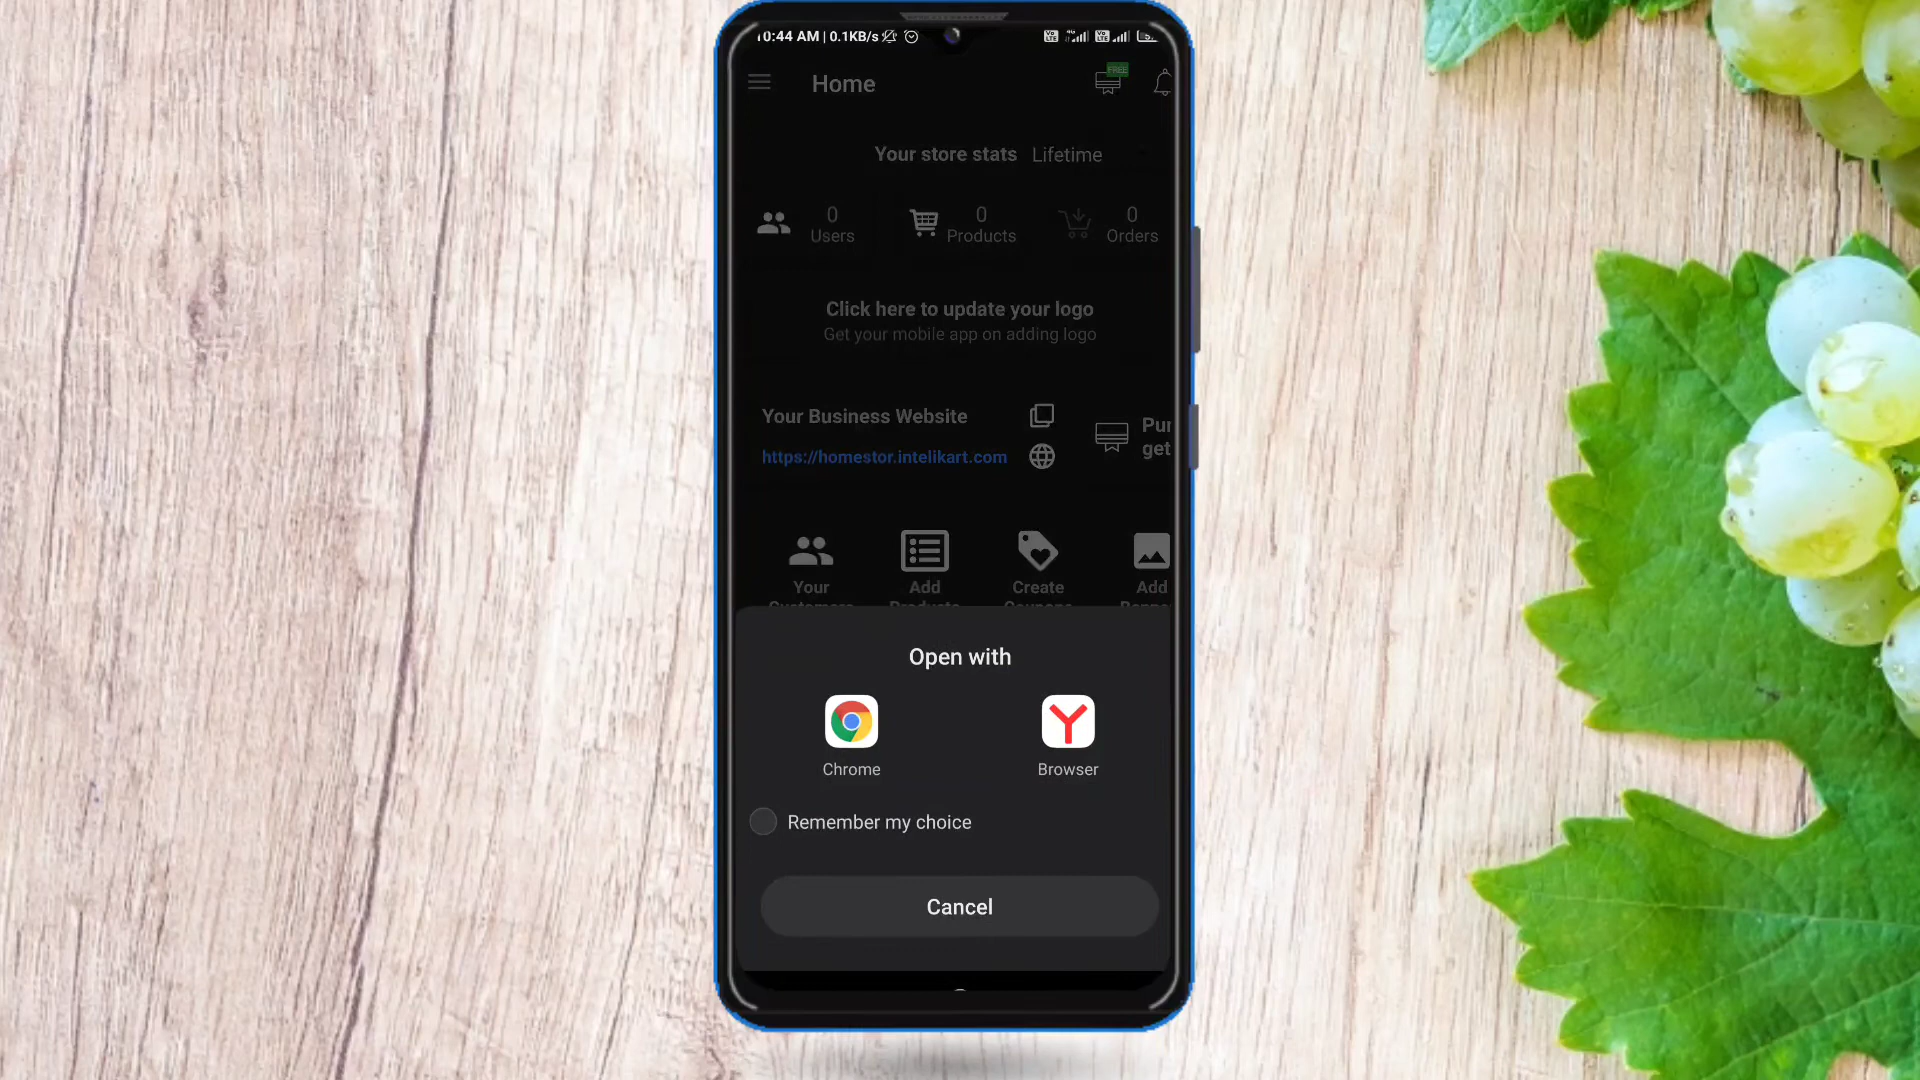 10:44 AM | 0.1KB/s
FREE
Home
Your store stats Lifetime
0 0 0
Users Products Orders
Click here to update your logo
Get your mobile app on adding logo
Your Business Website
https://homestor.intelikart.com
Your Add Create Add
Open with
Chrome Browser
Remember my choice
Cancel